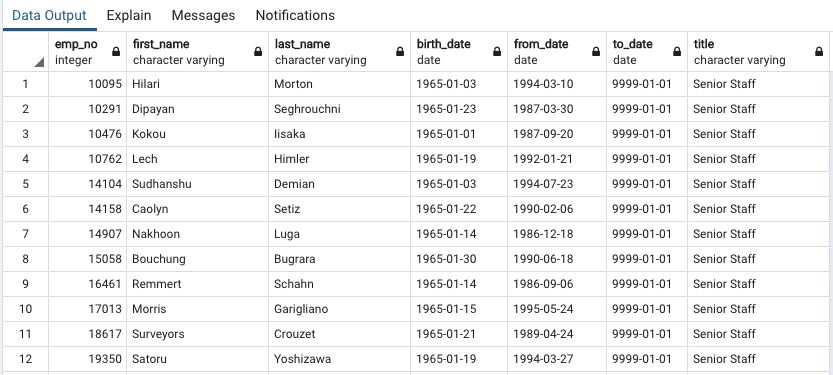 Data Output Explain Messages Notifications
emp_no first_name last_name birth_date from_date to_date title
integer character varying character varying date date date character varying
1 10095 Hilari Morton 1965-01-03 1994-03-10 9999-01-01 Senior Staff
2 10291 Dipayan Seghrouchni 1965-01-23 1987-03-30 9999-01-01 Senior Staff
3 10476 Kokou Iisaka 1965-01-01 1987-09-20 9999-01-01 Senior Staff
4 10762 Lech Himler 1965-01-19 1992-01-21 9999-01-01 Senior Staff
5 14104 Sudhanshu Demian 1965-01-03 1994-07-23 9999-01-01 Senior Staff
6 14158 Caolyn Setiz 1965-01-22 1990-02-06 9999-01-01 Senior Staff
7 14907 Nakhoon Luga 1965-01-14 1986-12-18 9999-01-01 Senior Staff
8 15058 Bouchung Bugrara 1965-01-30 1990-06-18 9999-01-01 Senior Staff
9 16461 Remmert Schahn 1965-01-14 1986-09-06 9999-01-01 Senior Staff
10 17013 Morris Garigliano 1965-01-15 1995-05-24 9999-01-01 Senior Staff
11 18617 Surveyors Crouzet 1965-01-21 1989-04-24 9999-01-01 Senior Staff
12 19350 Satoru Yoshizawa 1965-01-19 1994-03-27 9999-01-01 Senior Staff